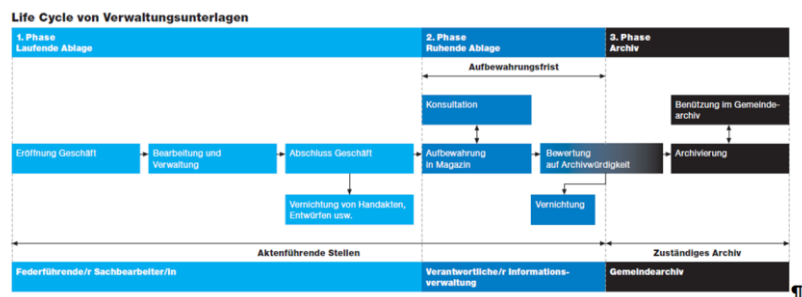 Life Cycle von Verwaltungsunterlagen
1. Phase
Laufende Ablage
2. Phase
Ruhende Ablage
3. Phase
Archiv
Aufbewahrungsfrist
Konsultation
Benützung im Gemeinde-
archiv
Eröffnung Geschäft
Bearbeitung und
Verwaltung
Abschluss Geschäft
Aufbewahrung
in Magazin
Bewertung
auf Archivwürdigkeit
Archivierung
Vernichtung von Handakten,
Entwürfen usw.
Vernichtung
Aktenführende Stellen
Zuständiges Archiv
Federführende/r Sachbearbeiter/in
Verantwortliche/r Informations-
verwaltung
Gemeindearchiv
¶